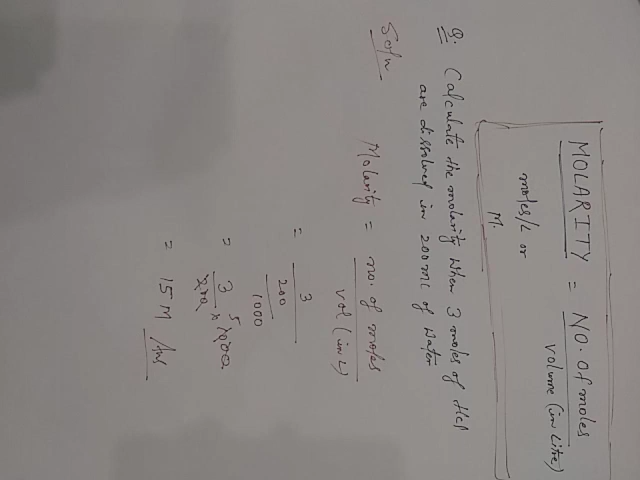 MOLARITY = NO. Of moles
volume (in Litre)
moles/L or
M.
Q. Calculate the molarity when 3 moles of HCl
are dissolved in 200 ml of water
Soln
Molarity = no. of moles
vol (in L)
= 3
200
1000
= 3 x 5 1000
200
= 15 M Ans